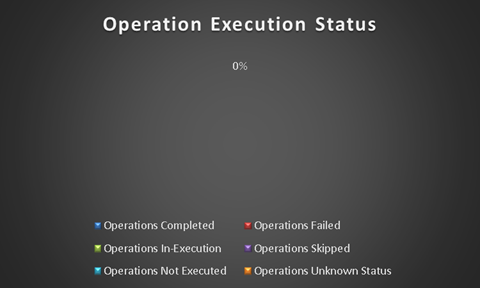 Operation Execution Status
0%
Operations Completed
Operations Failed
Operations In-Execution
Operations Skipped
Operations Not Executed
Operations Unknown Status